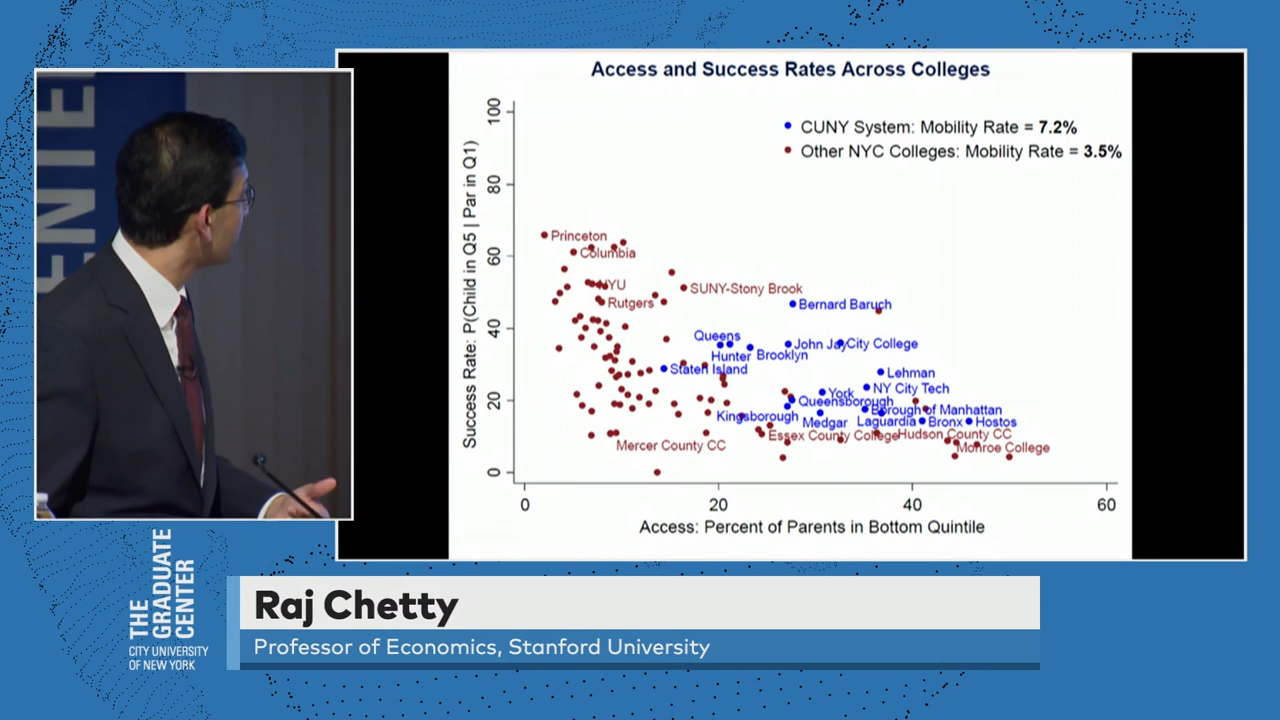 ENTE
Access and Success Rates Across Colleges
CUNY System: Mobility Rate = 7.2%
Other NYC Colleges: Mobility Rate = 3.5%
Success Rate: P(Child in Q5 | Par in Q1)
100
80
60
40
20
0
Princeton
Columbia
NYU
SUNY-Stony Brook
Rutgers
Bernard Baruch
Queens
John Jay
City College
Hunter
Brooklyn
Staten Island
Lehman
NY City Tech
York
Queensborough
Borough of Manhattan
Kingsborough
Medgar
Laguardia
Bronx
Hostos
Essex County College
Hudson County CC
Mercer County CC
Monroe College
0
20
40
60
Access: Percent of Parents in Bottom Quintile
THE
GRADUATE
CENTER
CITY UNIVERSITY
OF NEW YORK
Raj Chetty
Professor of Economics, Stanford University